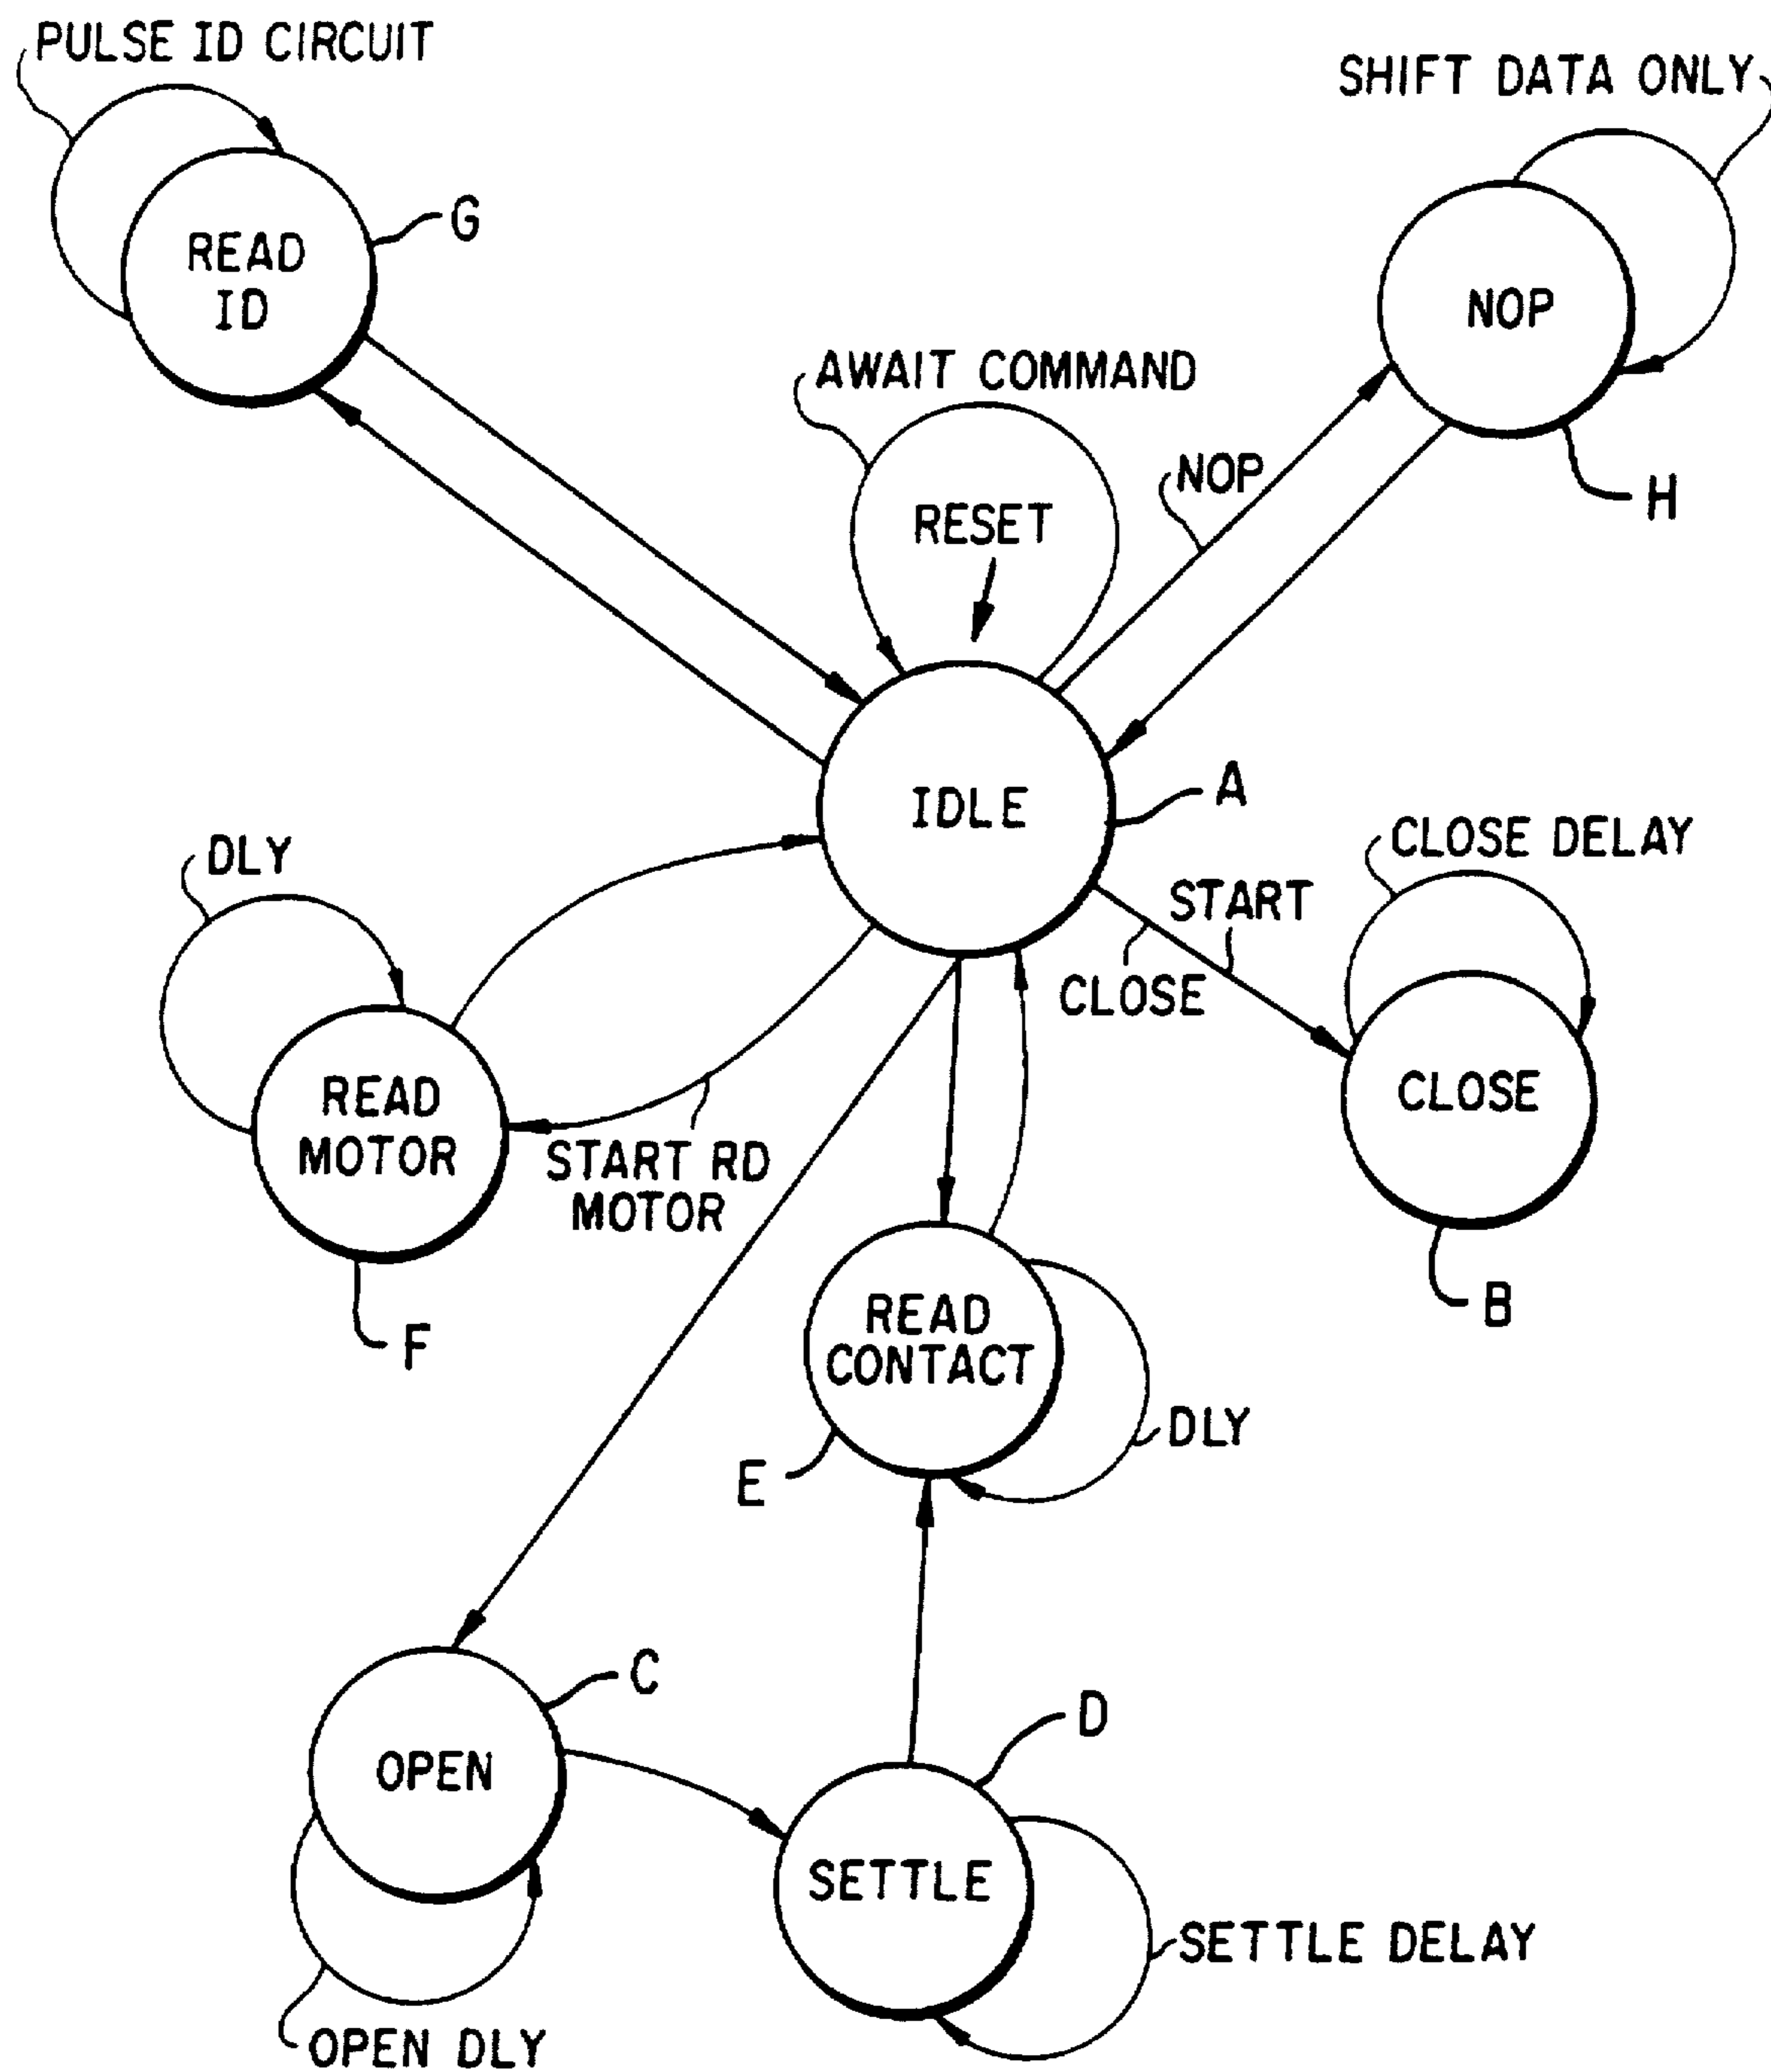 PULSE ID CIRCUIT
SHIFT DATA ONLY
READ
ID
G
NOP
H
AWAIT COMMAND
NOP
RESET
IDLE
A
DLY
CLOSE DELAY
START
CLOSE
CLOSE
B
READ
MOTOR
F
START RD
MOTOR
READ
CONTACT
DLY
E
OPEN
C
D
SETTLE
SETTLE DELAY
OPEN DLY